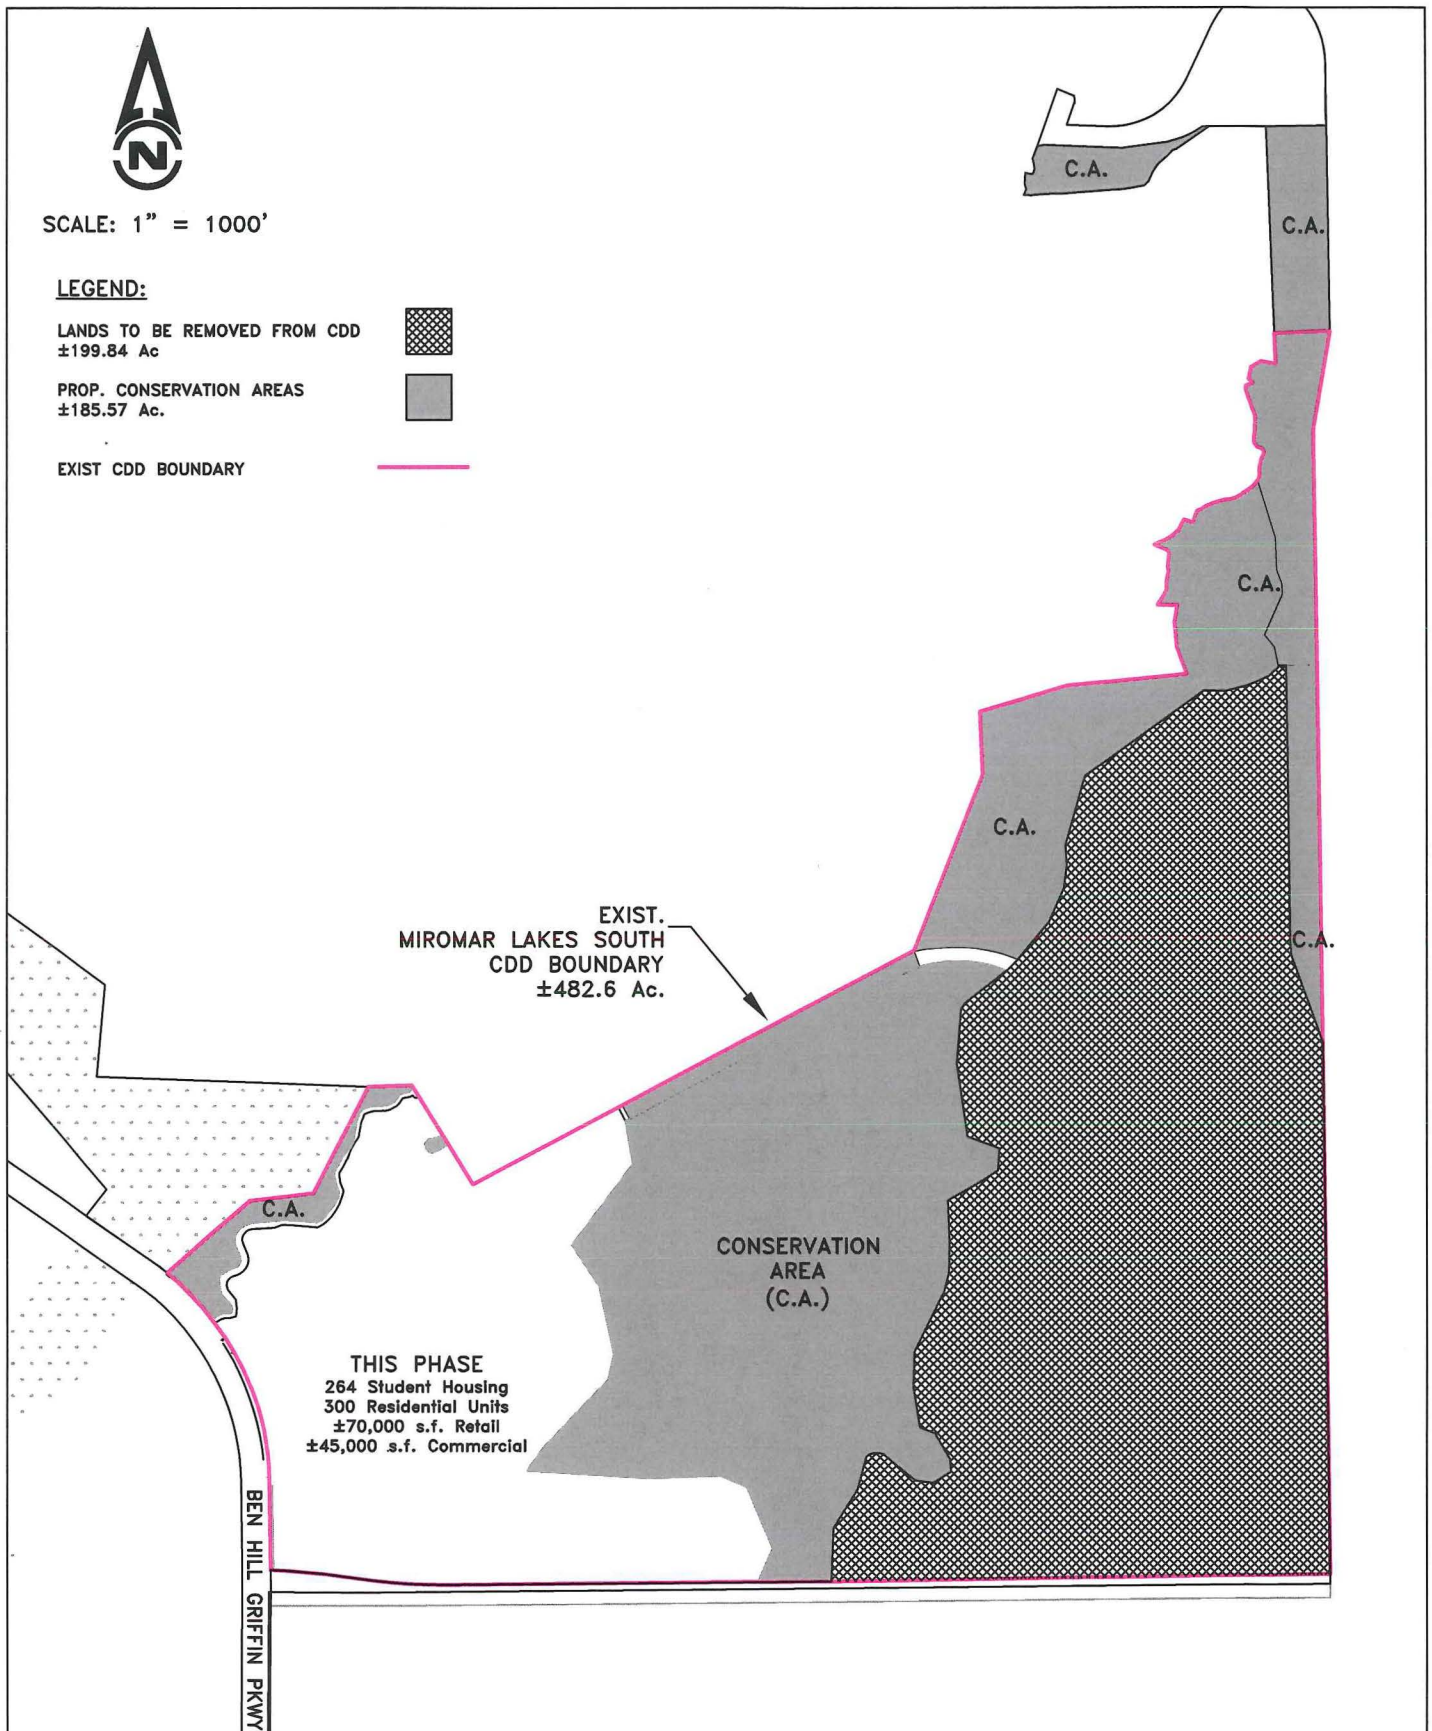 N
SCALE: 1" = 1000'
LEGEND:
LANDS TO BE REMOVED FROM CDD
±199.84 Ac
PROP. CONSERVATION AREAS
±185.57 Ac.
EXIST CDD BOUNDARY
C.A.
C.A.
C.A.
C.A.
EXIST.
MIROMAR LAKES SOUTH
CDD BOUNDARY
±482.6 Ac.
C.A.
C.A.
CONSERVATION
AREA
(C.A.)
THIS PHASE
264 Student Housing
300 Residential Units
±70,000 s.f. Retail
±45,000 s.f. Commercial
BEN HILL GRIFFIN PKWY